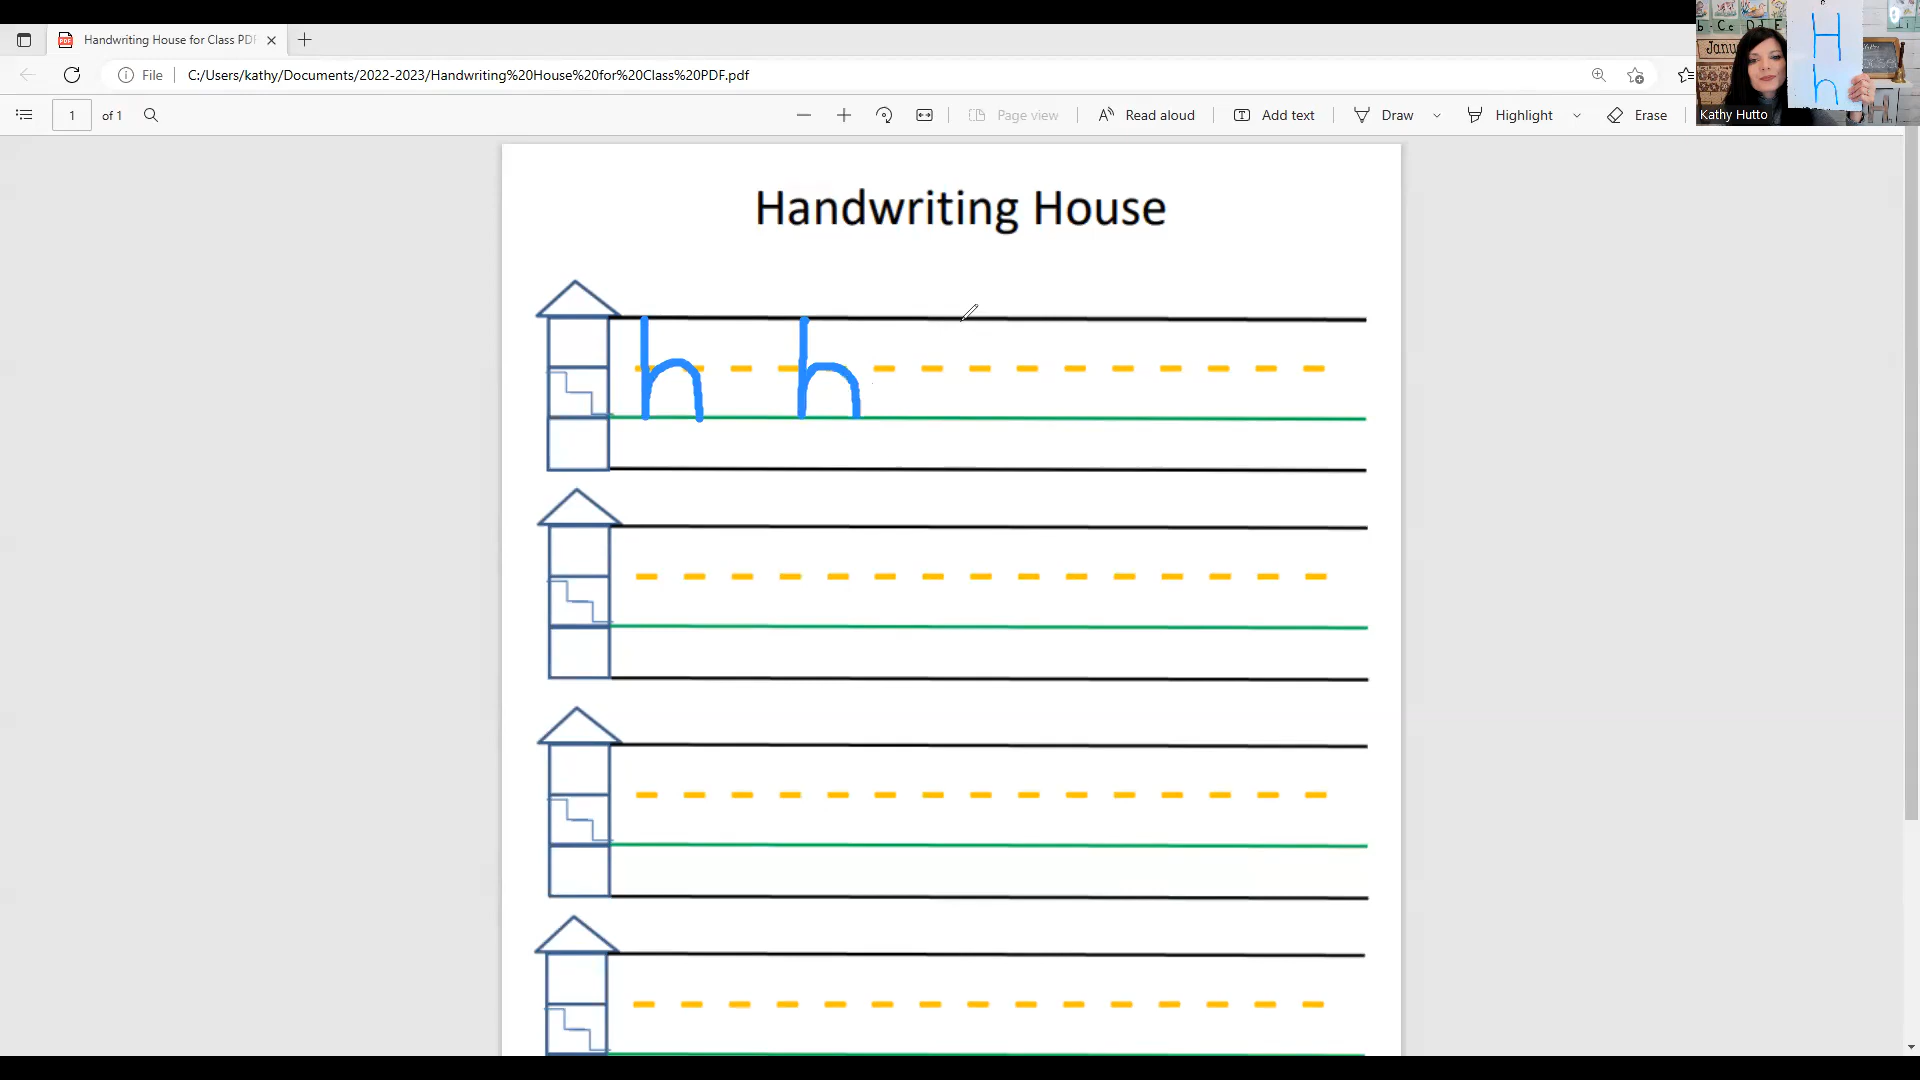 Handwriting House for Class PDF
File
C:/Users/kathy/Documents/2022-2023/Handwriting%20House%20for%20Class%20PDF.pdf
1 of 1
Page view
Read aloud
Add text
Draw
Highlight
Erase
H
h
Kathy Hutto
Handwriting House
h h